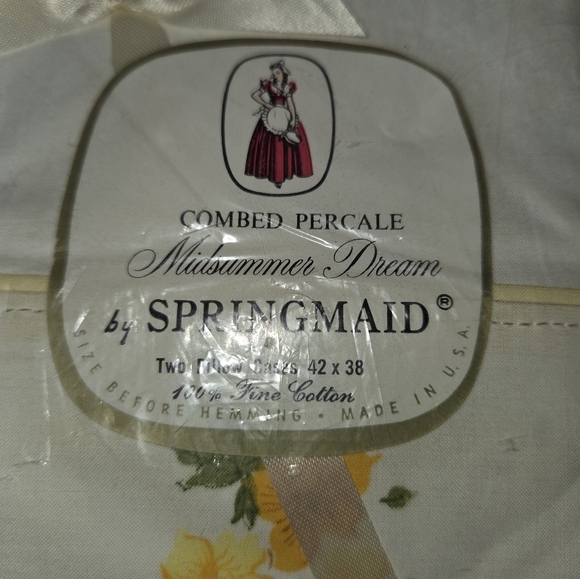 COMBED PERCALE
Midsummer Dream
by SPRINGMAID®
Two Pillow Cases 42 x 38
100% Fine Cotton
SIZE BEFORE HEMMING • MADE IN U.S.A.